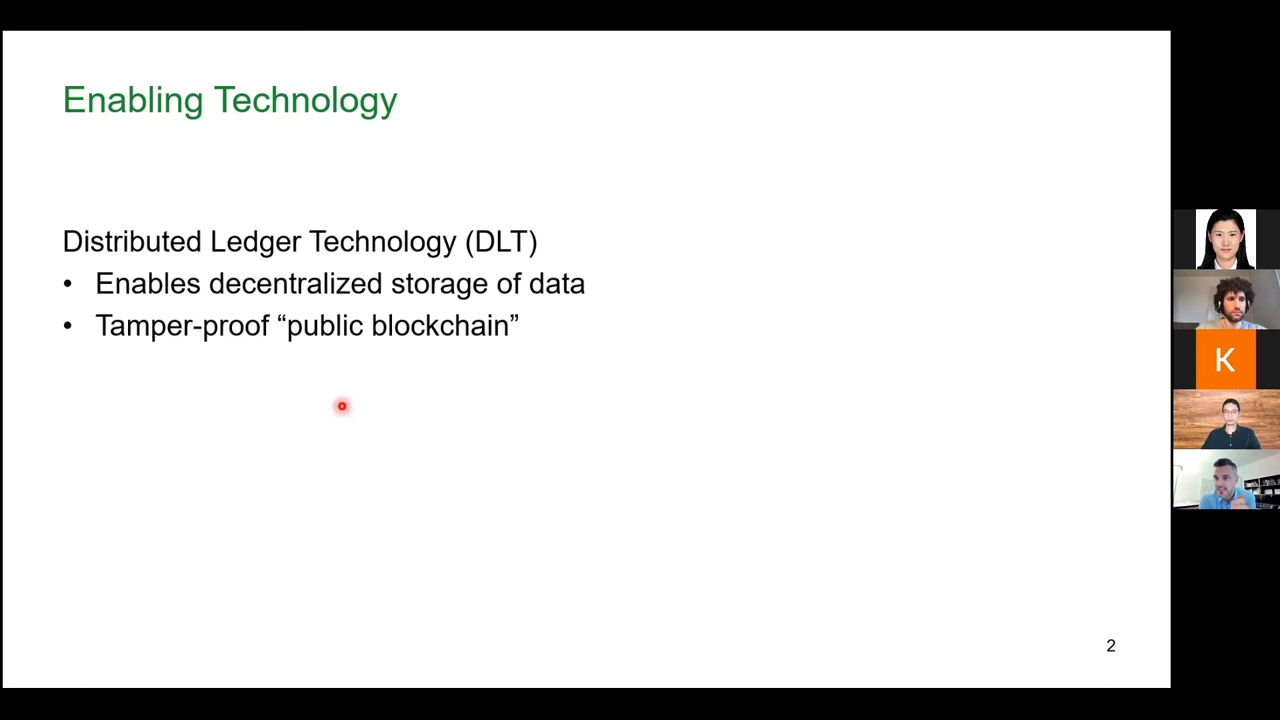 Enabling Technology
Distributed Ledger Technology (DLT)
• Enables decentralized storage of data
• Tamper-proof “public blockchain”
2
K